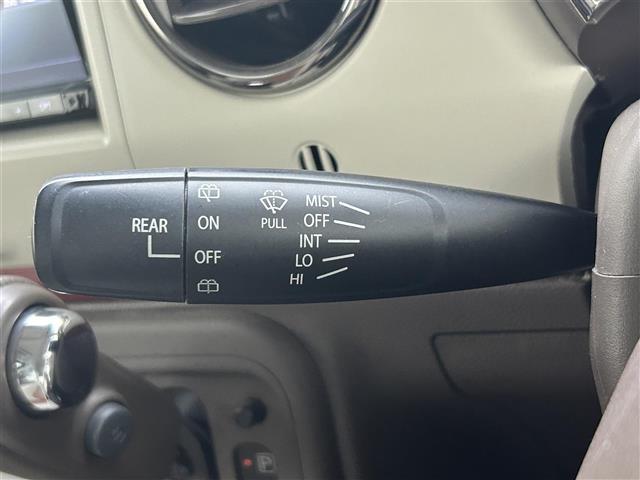 REAR
ON
OFF
PULL
MIST
OFF
INT
LO
HI
P